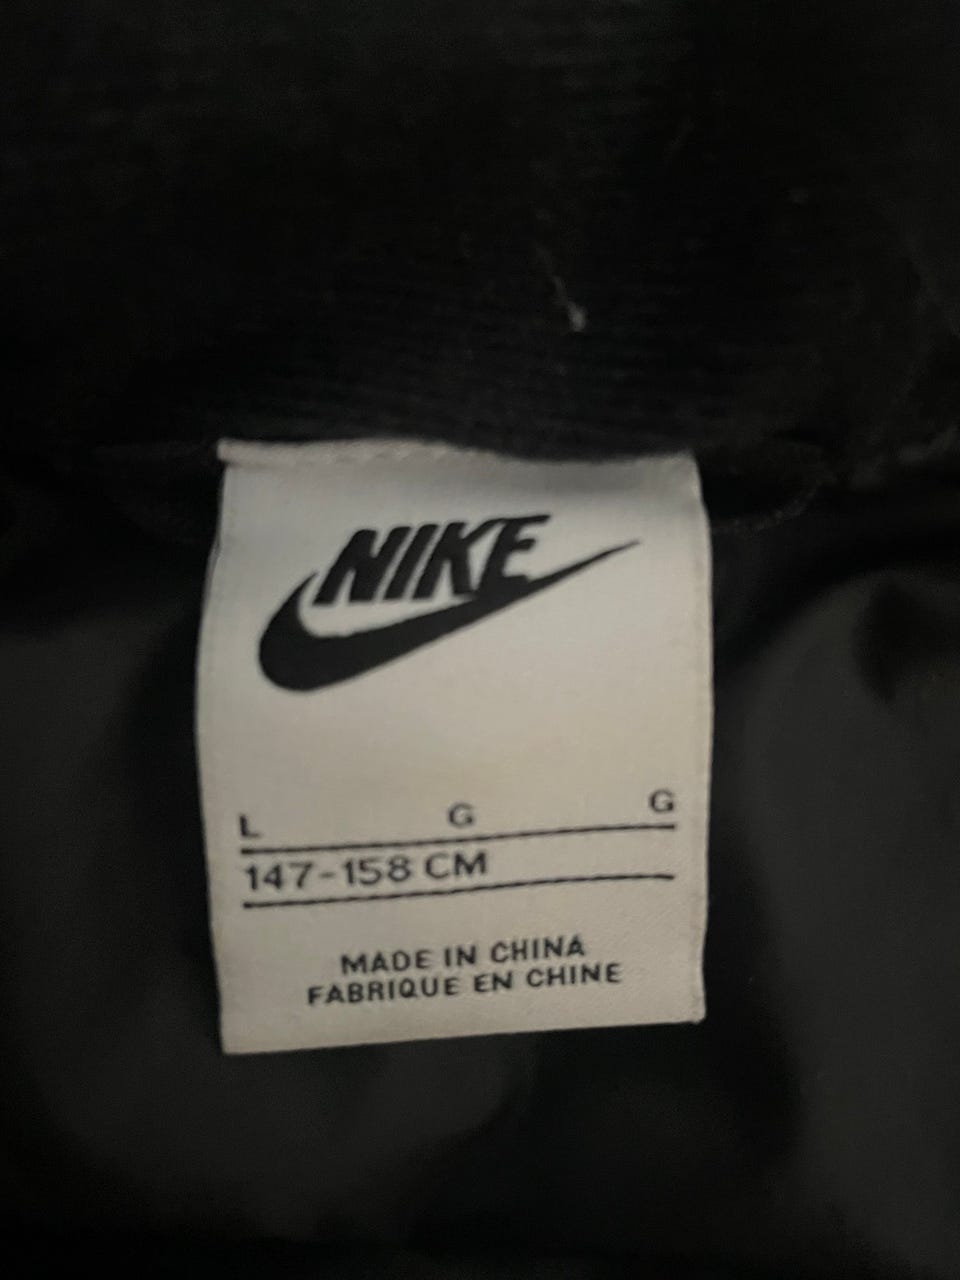 NIKE
L G G
147-158 CM
MADE IN CHINA
FABRIQUE EN CHINE